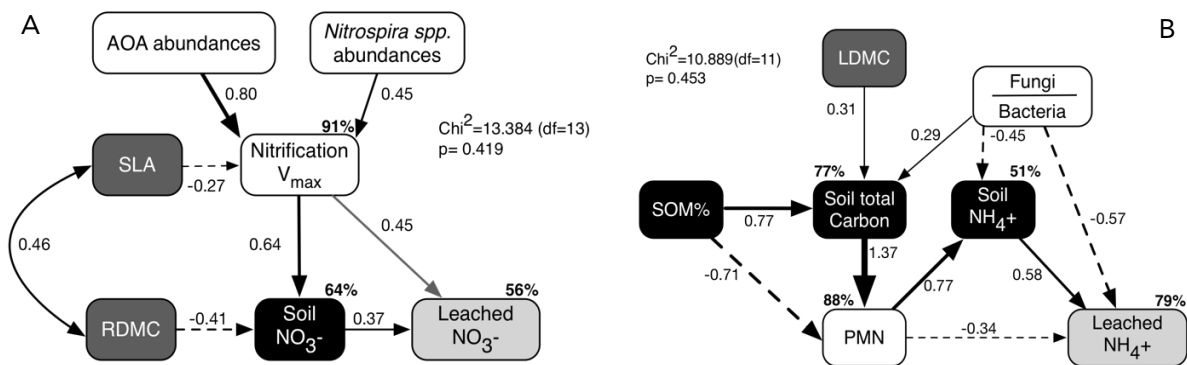 A
AOA abundances
Nitrospira spp.
abundances
0.80
0.45
91%
Chi2=13.384 (df=13)
p= 0.419
SLA
-0.27
Nitrification
Vmax
0.46
0.64
0.45
64%
56%
RDMC
-0.41
Soil
NO3-
0.37
Leached
NO3-
B
Chi2=10.889(df=11)
p= 0.453
LDMC
Fungi
Bacteria
0.31
0.29
-0.45
77%
51%
SOM%
0.77
Soil total
Carbon
Soil
NH4+
-0.57
-0.71
1.37
0.77
0.58
88%
79%
PMN
-0.34
Leached
NH4+